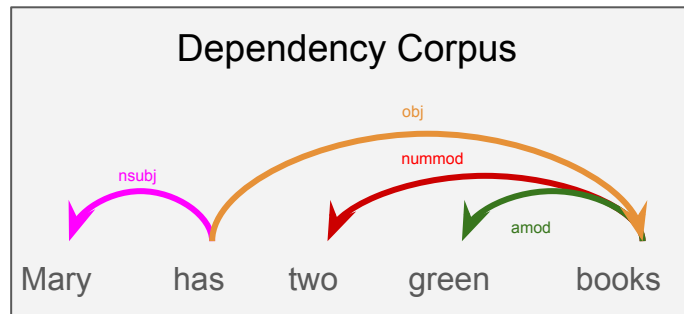 Dependency Corpus
obj
nummod
nsubj
amod
Mary has two green books